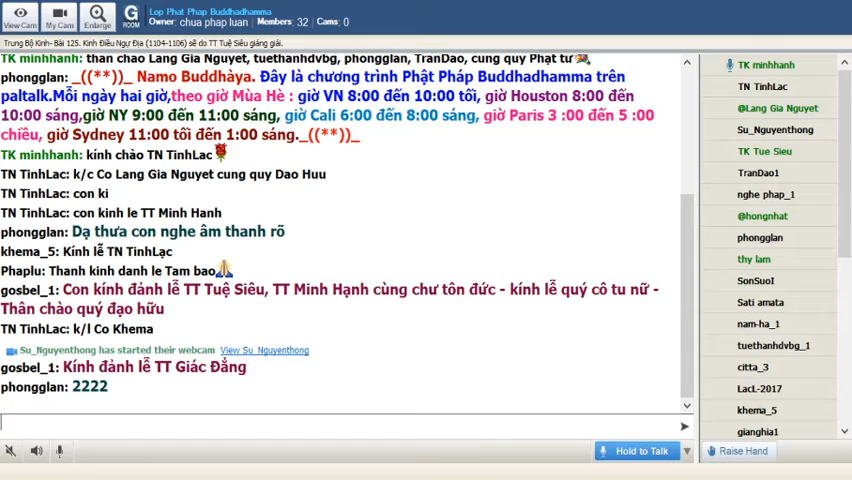 Lop Phat Phap Buddhadhamma
Owner: chua phap luan Members: 32 Cams: 0
View Cam
My Cam
Enlarge
G
ROOM
Trung Bộ Kinh- Bài 125. Kinh Điều Ngự Địa (1104-1106) sẽ do TT Tuệ Siêu giảng giải.
TK minhhanh: than chao Lang Gia Nguyet, tuethanhdvbg, phongglan, TranDao, cung quy Phat tư
phongglan: _((**))_ Namo Buddhàya. Đây là chương trình Phật Pháp Buddhadhamma trên
paltalk.Mỗi ngày hai giờ,theo giờ Mùa Hè : giờ VN 8:00 đến 10:00 tối, giờ Houston 8:00 đến
10:00 sáng,giờ NY 9:00 đến 11:00 sáng, giờ Cali 6:00 đến 8:00 sáng, giờ Paris 3 :00 đến 5 :00
chiều, giờ Sydney 11:00 tối đến 1:00 sáng._((**))_
TK minhhanh: kính chào TN TinhLac
TN TinhLac: k/c Co Lang Gia Nguyet cung quy Dao Huu
TN TinhLac: con ki
TN TinhLac: con kinh le TT Minh Hanh
phongglan: Dạ thưa con nghe âm thanh rõ
khema_5: Kính lễ TN TinhLạc
Phaplu: Thanh kinh danh le Tam bao
gosbel_1: Con kính đảnh lễ TT Tuệ Siêu, TT Minh Hạnh cùng chư tôn đức - kính lễ quý cô tu nữ -
Thân chào quý đạo hữu
TN TinhLac: k/l Co Khema
Su_Nguyenthong has started their webcam View Su_Nguyenthong
gosbel_1: Kính đảnh lễ TT Giác Đẳng
phongglan: 2222
Hold to Talk
TK minhhanh
TN TinhLac
@Lang Gia Nguyet
Su_Nguyenthong
TK Tue Sieu
TranDao1
nghe phap_1
@hongnhat
phongglan
thy lam
SonSuoI
Sati amata
nam-ha_1
tuethanhdvbg_1
citta_3
LacL-2017
khema_5
gianghia1
Raise Hand